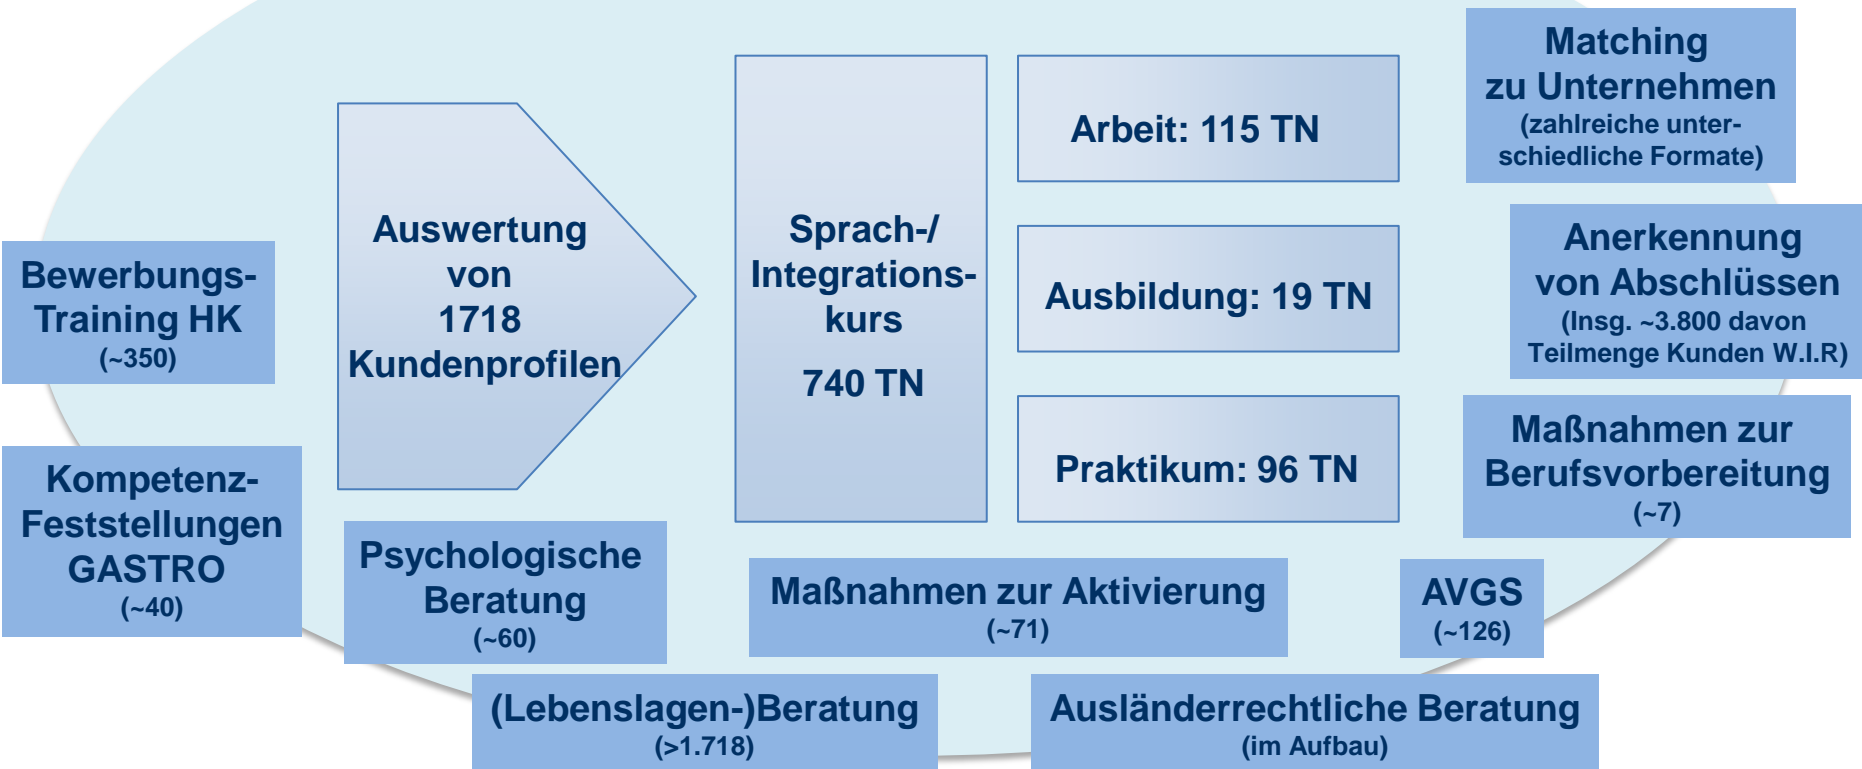 Bewerbungs-
Training HK
(~350)
Kompetenz-
Feststellungen
GASTRO
(~40)
Auswertung
von
1718
Kundenprofilen
Psychologische
Beratung
(~60)
Sprach-/
Integrations-
kurs
740 TN
Arbeit: 115 TN
Ausbildung: 19 TN
Praktikum: 96 TN
Matching
zu Unternehmen
(zahlreiche unter-
schiedliche Formate)
Anerkennung
von Abschlüssen
(Insg. ~3.800 davon
Teilmenge Kunden W.I.R)
Maßnahmen zur
Berufsvorbereitung
(~7)
Maßnahmen zur Aktivierung
(~71)
AVGS
(~126)
(Lebenslagen-)Beratung
(>1.718)
Ausländerrechtliche Beratung
(im Aufbau)